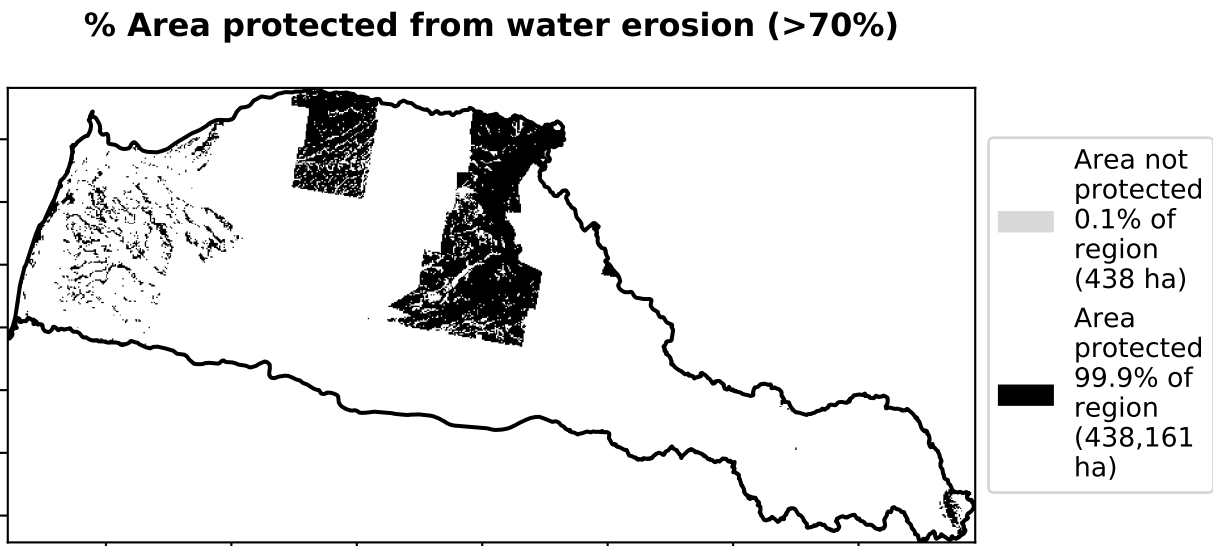 % Area protected from water erosion (>70%)
Area not
protected
0.1% of
region
(438 ha)
Area
protected
99.9% of
region
(438,161
ha)